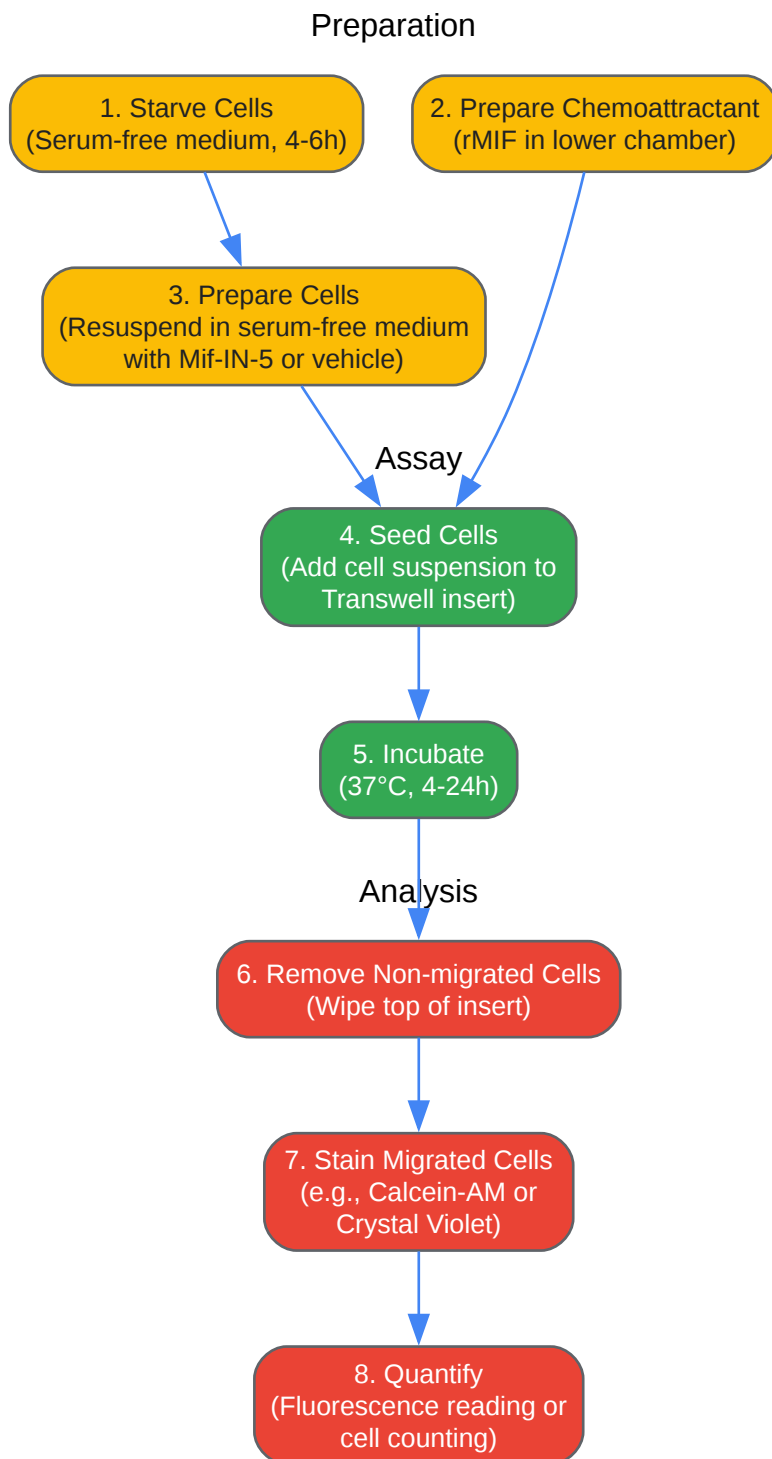 Preparation
1. Starve Cells
(Serum-free medium, 4-6h)
2. Prepare Chemoattractant
(rMIF in lower chamber)
3. Prepare Cells
(Resuspend in serum-free medium
with Mif-IN-5 or vehicle)
Assay
4. Seed Cells
(Add cell suspension to
Transwell insert)
5. Incubate
(37°C, 4-24h)
Analysis
6. Remove Non-migrated Cells
(Wipe top of insert)
7. Stain Migrated Cells
(e.g., Calcein-AM or
Crystal Violet)
8. Quantify
(Fluorescence reading or
cell counting)